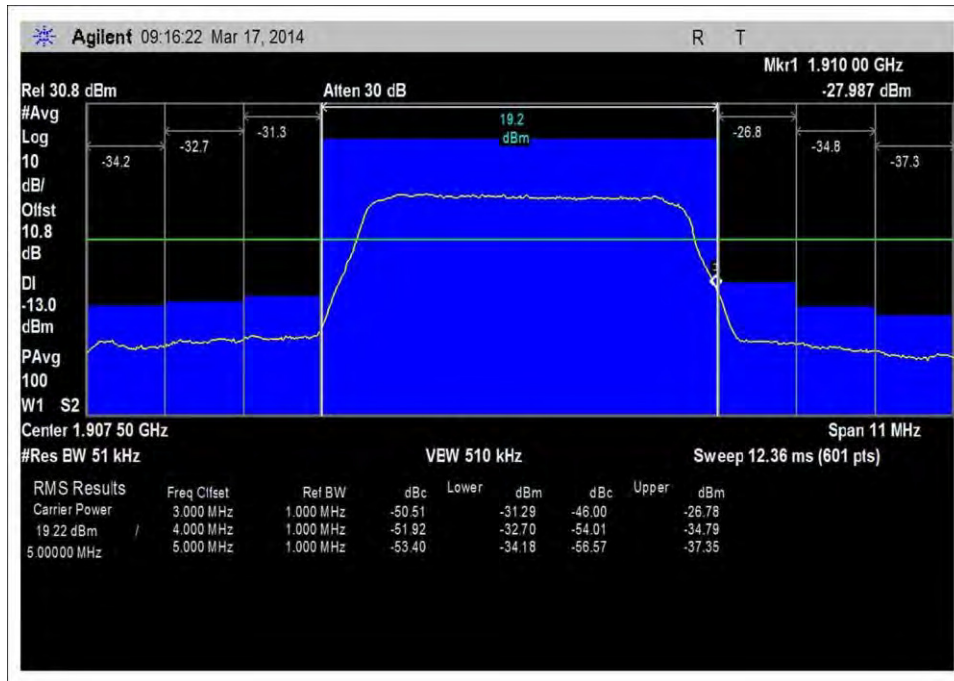 Agilent 09:16:22 Mar 17, 2014 R T
Mkr1 1.910 00 GHz
Ref 30.8 dBm Atten 30 dB -27.987 dBm
#Avg
Log
10
dB/
Offst
10.8
dB
DI
-13.0
dBm
PAvg
100
W1 S2
-34.2 -32.7 -31.3 19.2 dBm -26.8 -34.8 -37.3
Center 1.907 50 GHz Span 11 MHz
#Res BW 51 kHz VBW 510 kHz Sweep 12.36 ms (601 pts)
RMS Results Freq Offset Ref BW dBc Lower dBm dBc Upper dBm
Carrier Power 3.000 MHz 1.000 MHz -50.51 -31.29 -46.00 -26.78
19.22 dBm / 4.000 MHz 1.000 MHz -51.92 -32.70 -54.01 -34.79
5.00000 MHz 5.000 MHz 1.000 MHz -53.40 -34.18 -56.57 -37.35